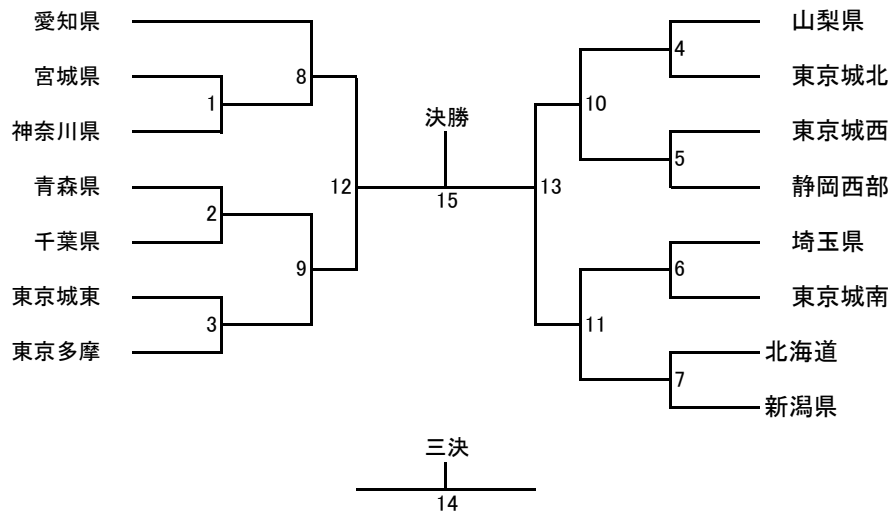 愛知県
宮城県
神奈川県
青森県
千葉県
東京城東
東京多摩
1
2
3
8
9
12
決勝
15
13
10
11
4
5
6
7
山梨県
東京城北
東京城西
静岡西部
埼玉県
東京城南
北海道
新潟県
三決
14